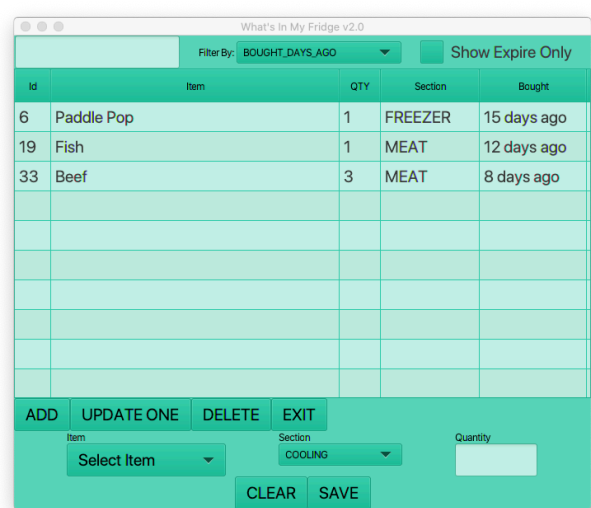 What's In My Fridge v2.0
Filter By: BOUGHT_DAYS_AGO Show Expire Only
Id Item QTY Section Bought
6 Paddle Pop 1 FREEZER 15 days ago
19 Fish 1 MEAT 12 days ago
33 Beef 3 MEAT 8 days ago
ADD UPDATE ONE DELETE EXIT
Item Section Quantity
Select Item COOLING
CLEAR SAVE